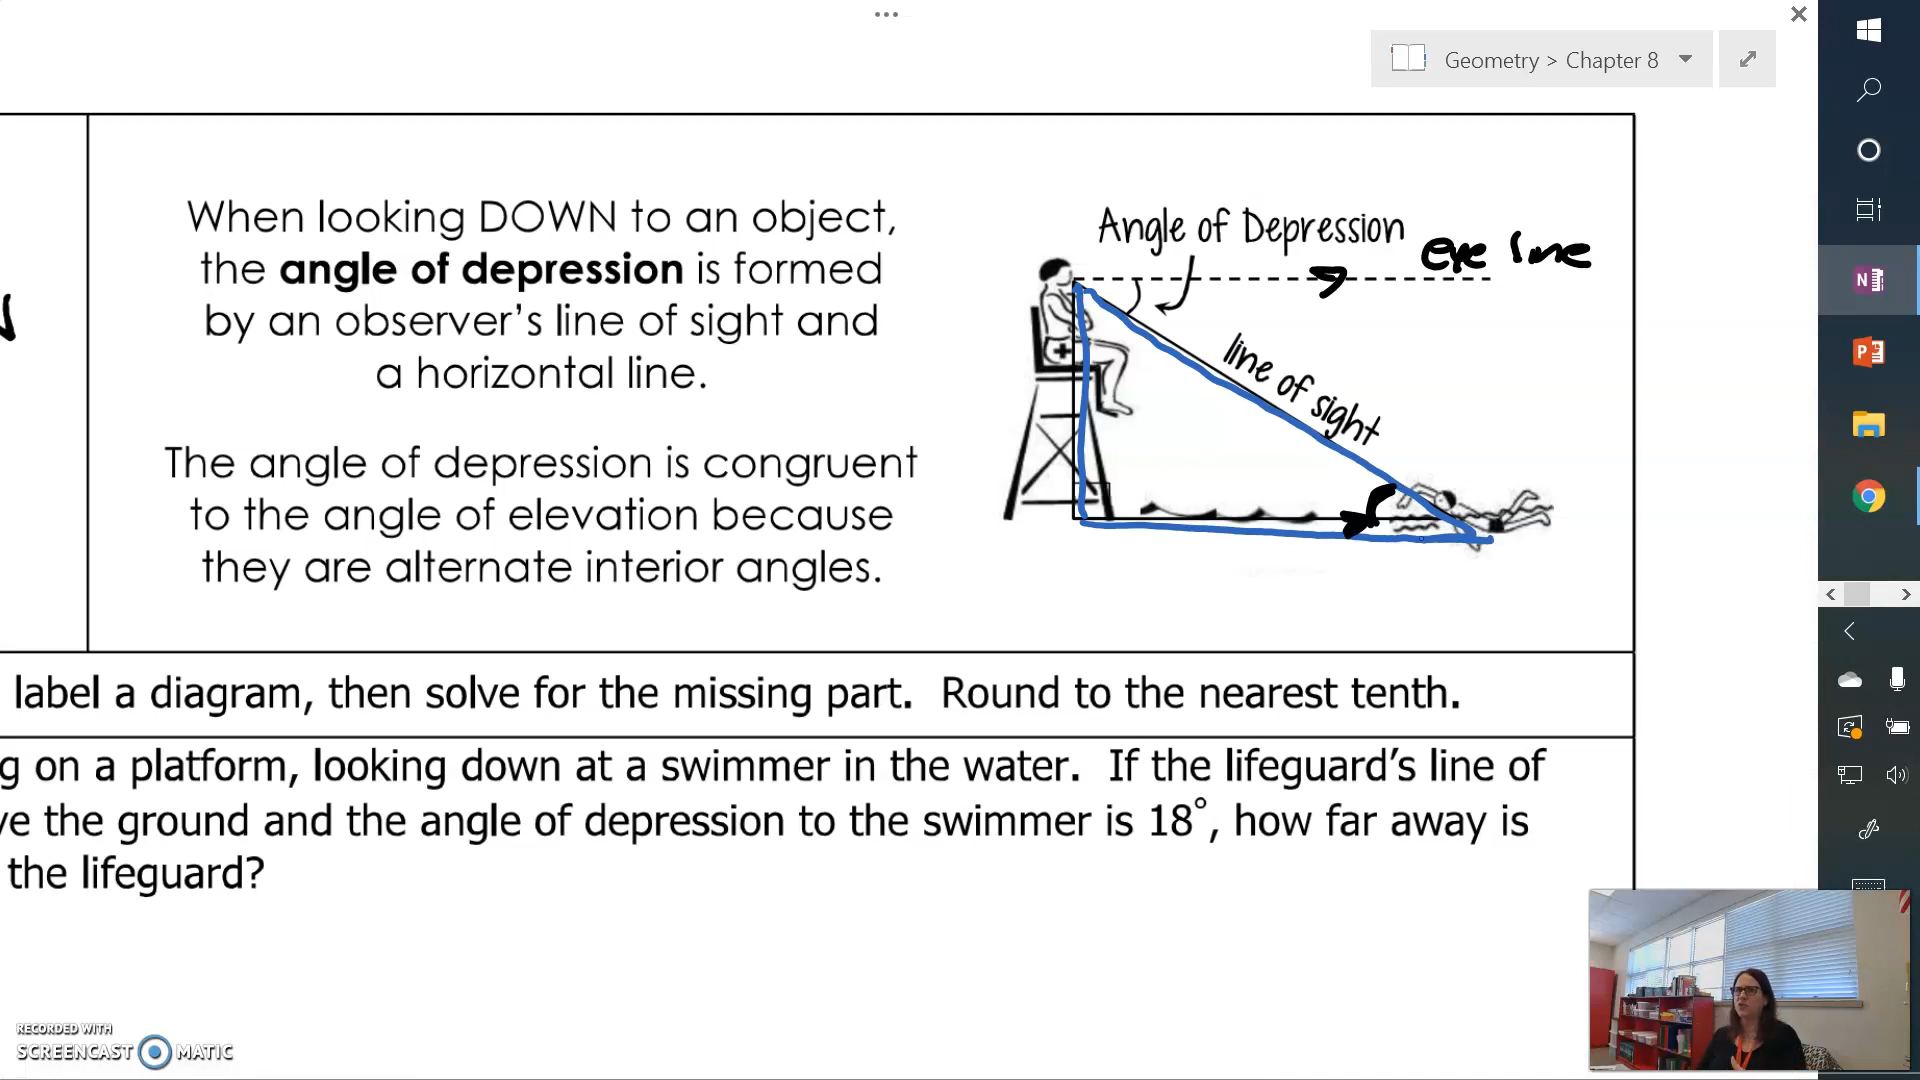 Geometry > Chapter 8
When looking DOWN to an object,
the angle of depression is formed
by an observer's line of sight and
a horizontal line.
The angle of depression is congruent
to the angle of elevation because
they are alternate interior angles.
Angle of Depression
eye line
line of sight
label a diagram, then solve for the missing part. Round to the nearest tenth.
g on a platform, looking down at a swimmer in the water. If the lifeguard's line of
ve the ground and the angle of depression to the swimmer is 18°, how far away is
the lifeguard?
RECORDED WITH
SCREENCAST MATIC